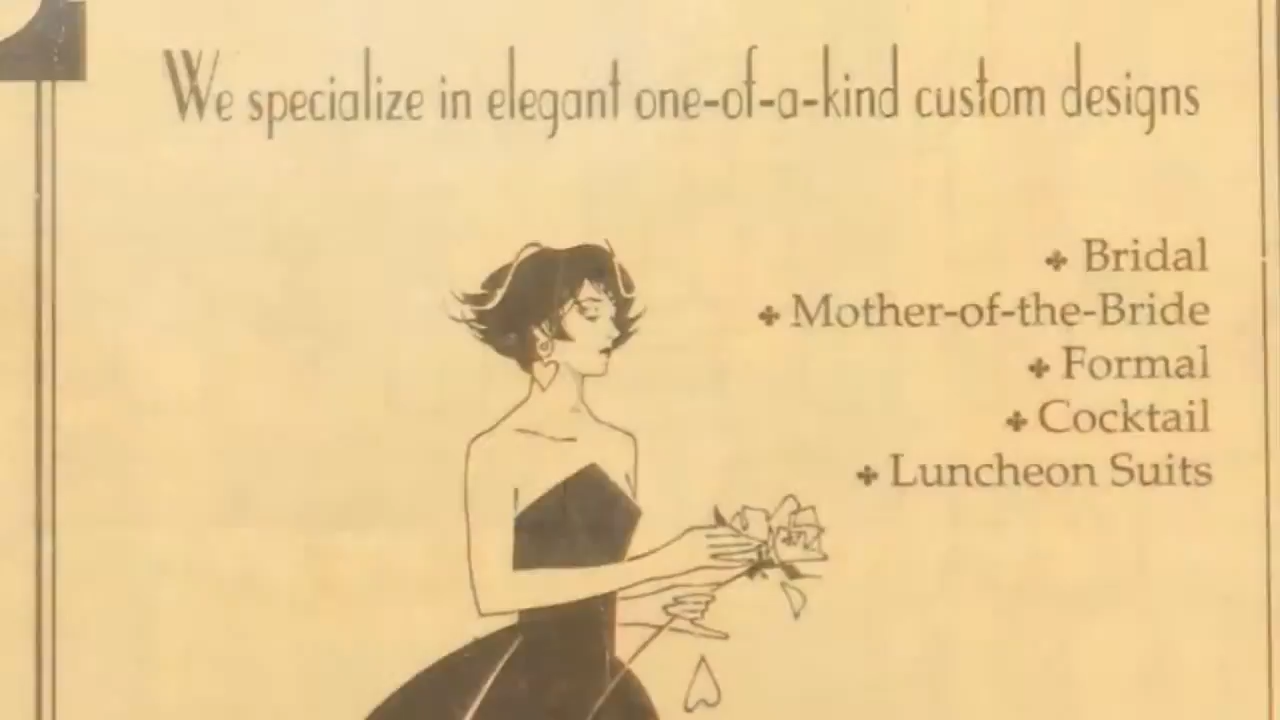 We specialize in elegant one-of-a-kind custom designs
✤ Bridal
✤ Mother-of-the-Bride
✤ Formal
✤ Cocktail
✤ Luncheon Suits